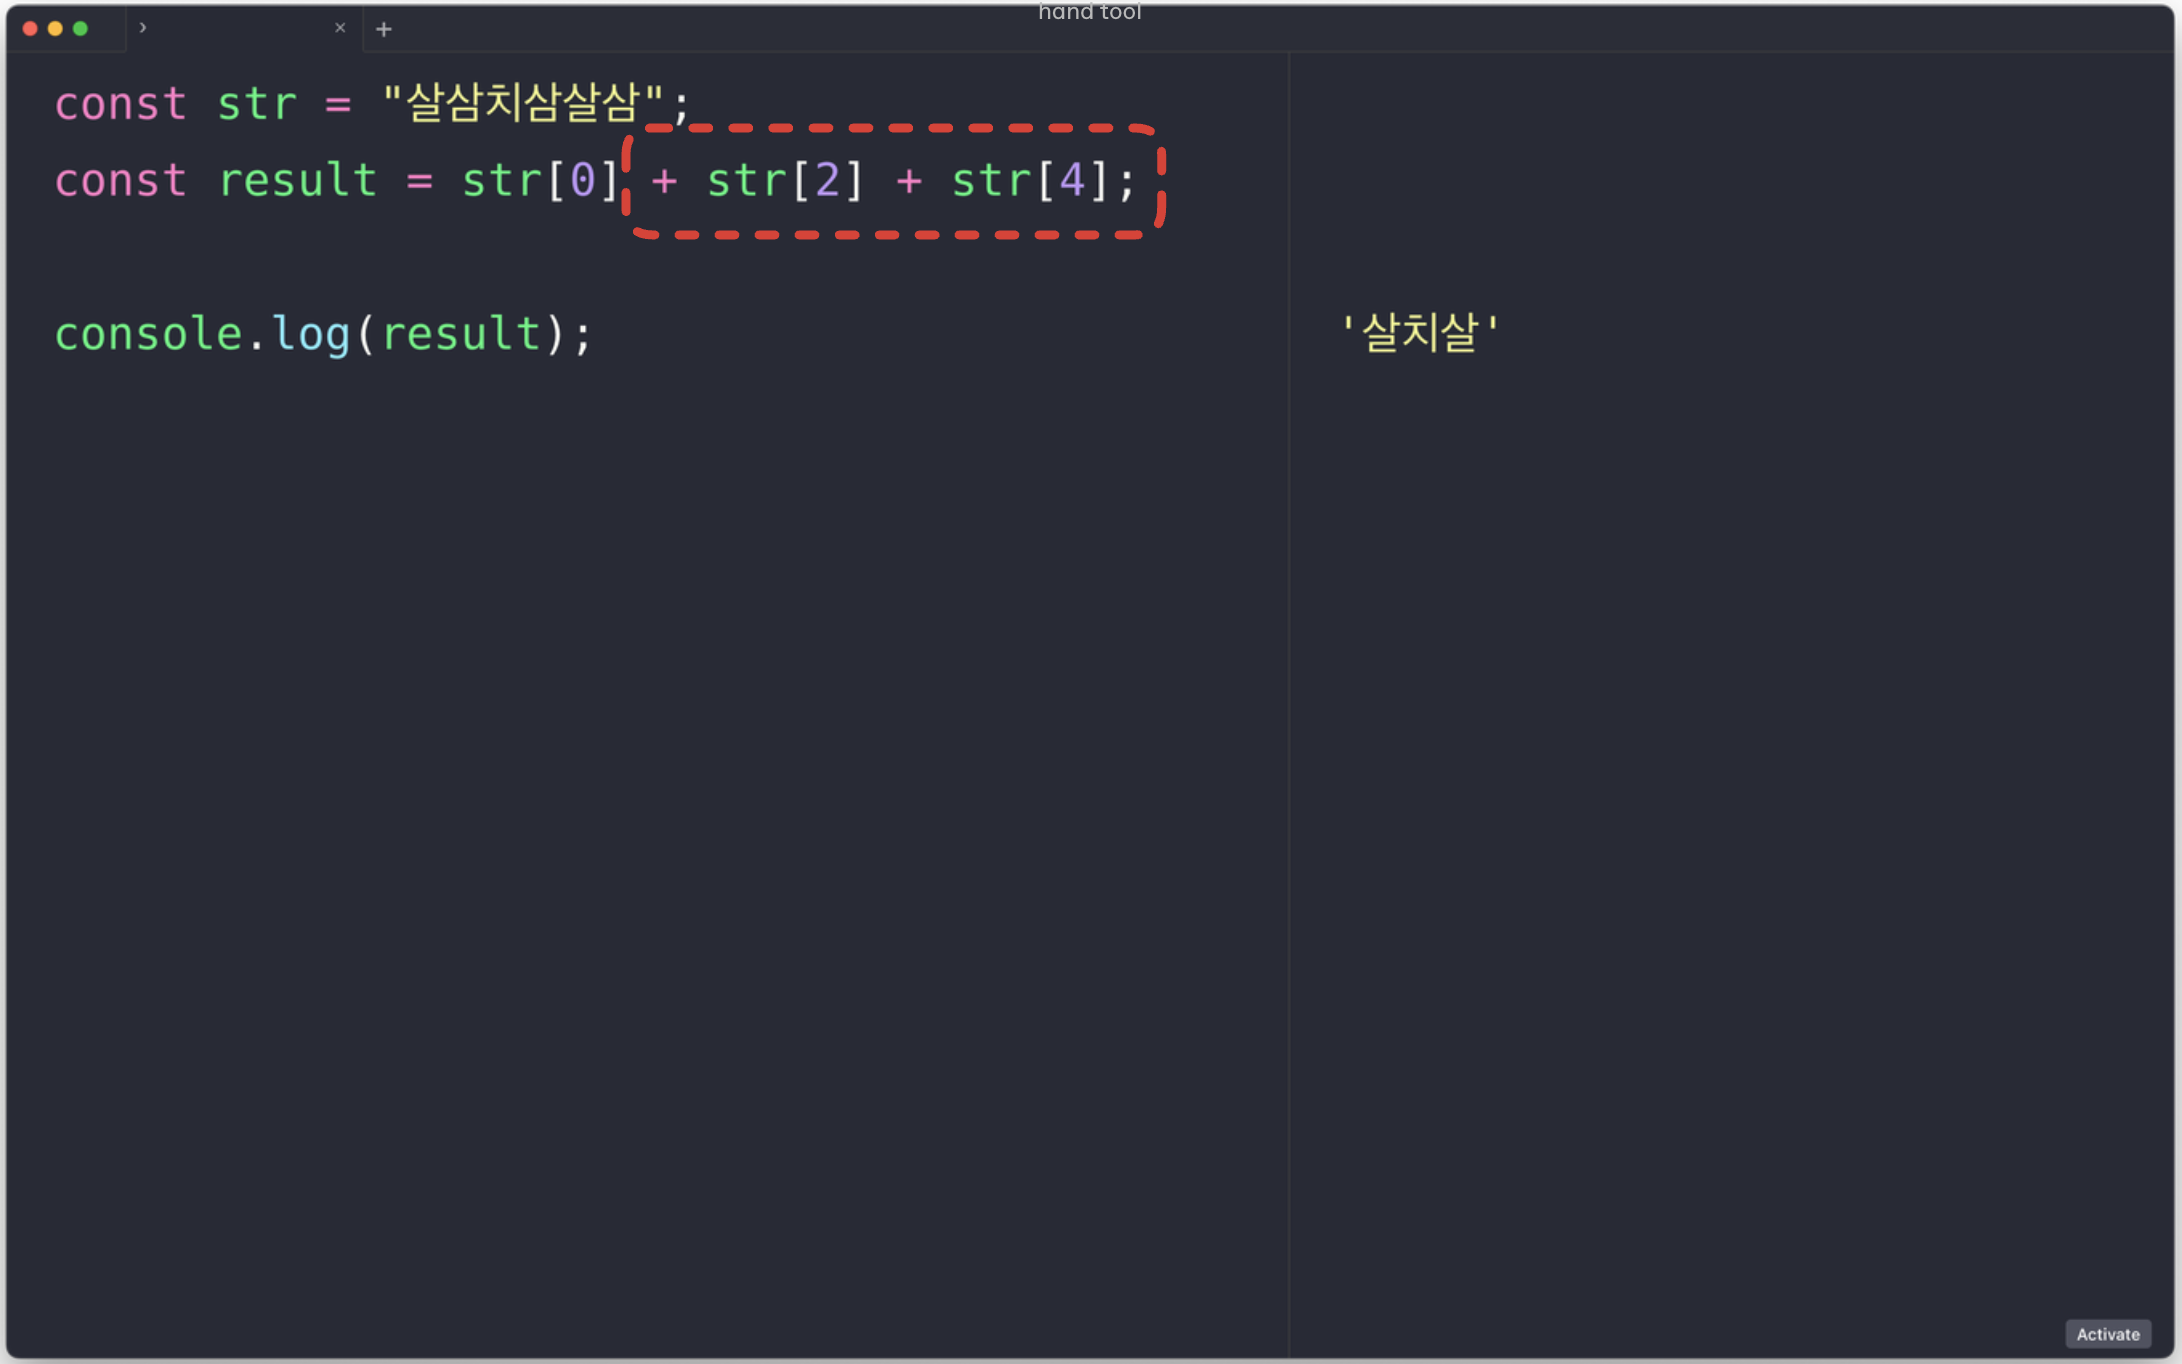 hand tool
const str = "살삼치삼살삼";
const result = str[0] + str[2] + str[4];
console.log(result);
'살치살'
Activate